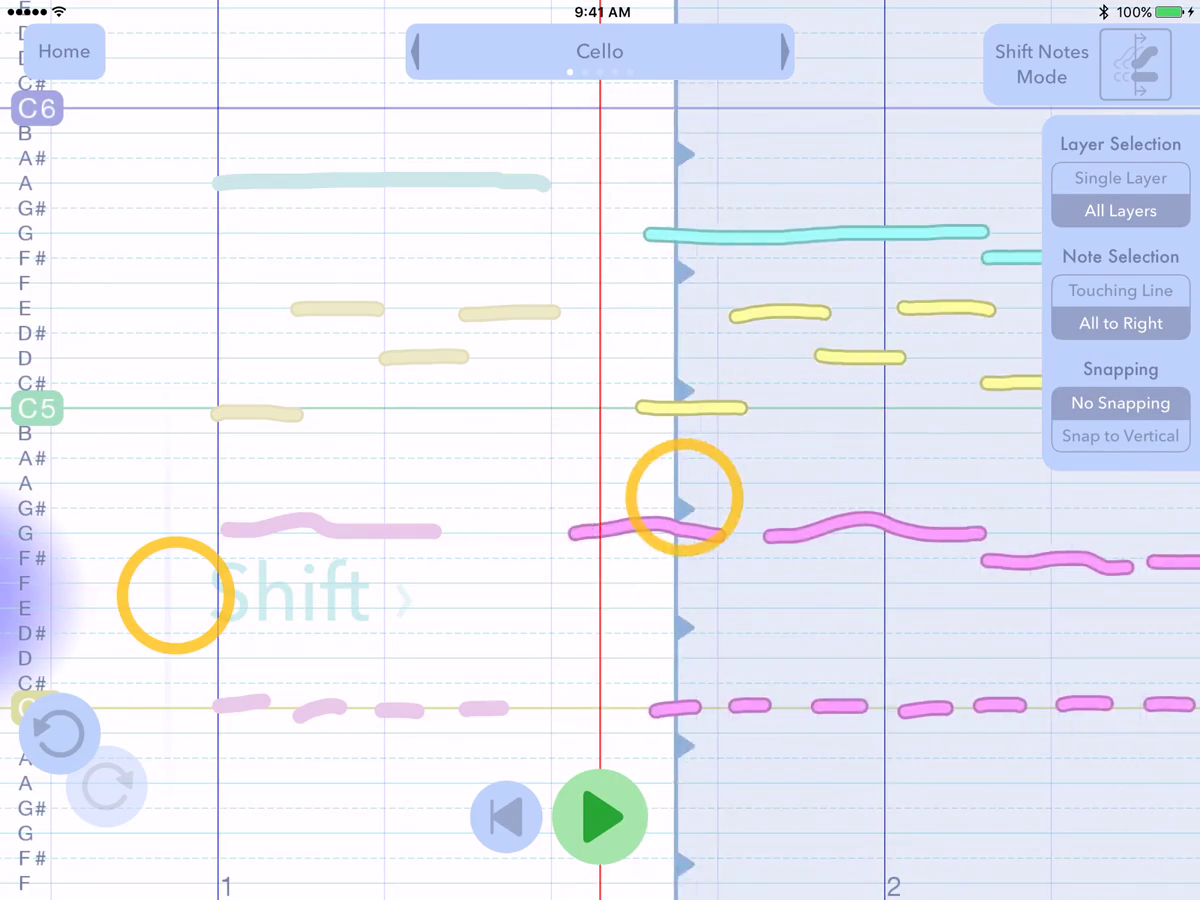 9:41 AM
100%
Home
Cello
Shift Notes
Mode
C#
C6
B
A#
A
G#
G
F#
F
E
D#
D
C#
C5
B
A#
A
G#
G
F#
F
E
D#
D
C#
A
G#
G
F#
F
Layer Selection
Single Layer
All Layers
Note Selection
Touching Line
All to Right
Snapping
No Snapping
Snap to Vertical
Shift ›
1
2